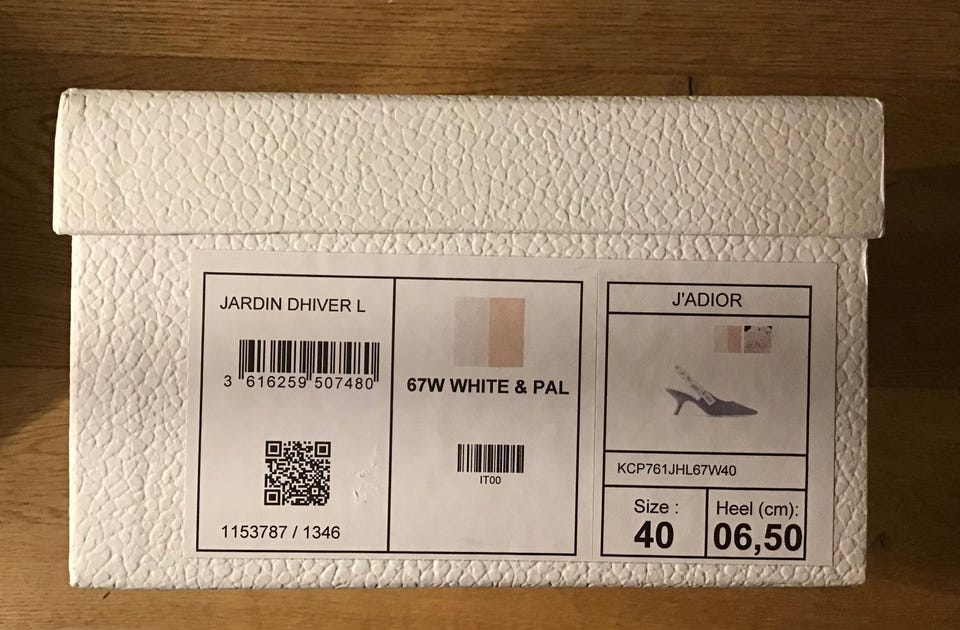 JARDIN DHIVER L
3 616259 507480
1153787 / 1346
67W WHITE & PAL
IT00
J'ADIOR
KCP761JHL67W40
Size :
40
Heel (cm):
06,50